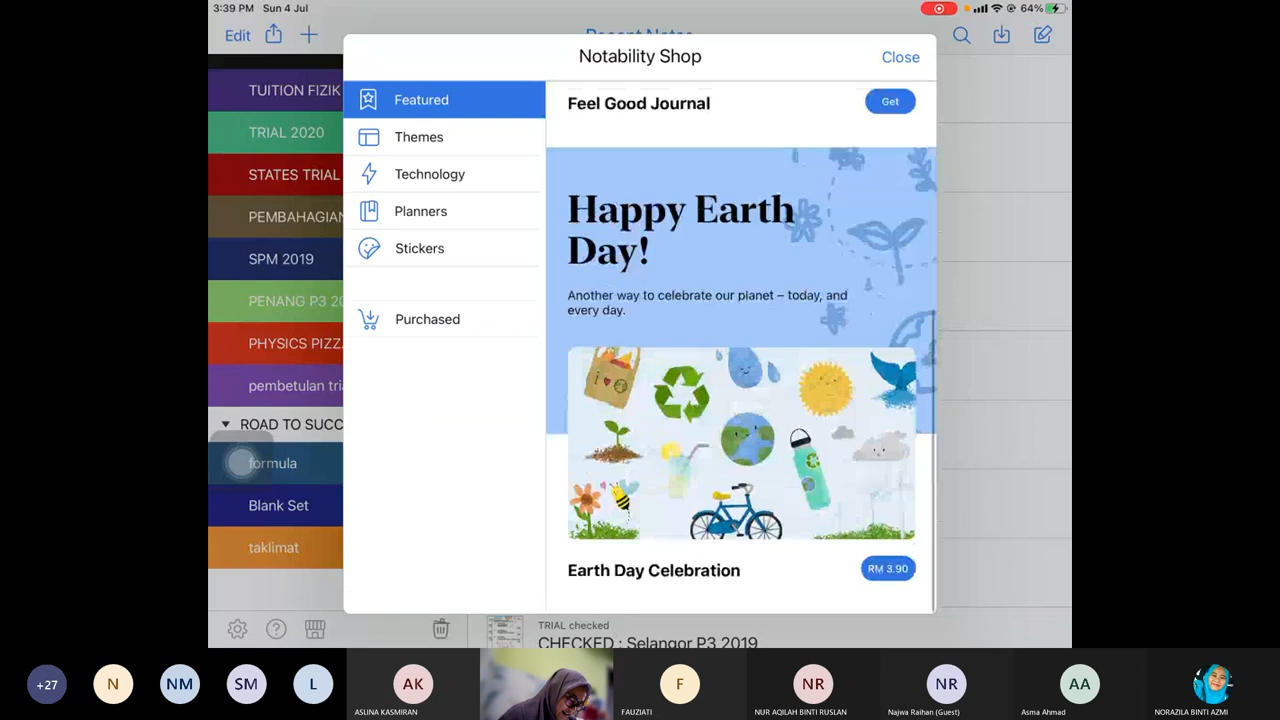 3:39 PM Sun 4 Jul
64%
Edit
Notability Shop
Close
TUITION FIZIK
TRIAL 2020
STATES TRIAL
PEMBAHAGIAN
SPM 2019
PENANG P3 20
PHYSICS PIZZ
pembetulan tri
ROAD TO SUCC
formula
Blank Set
taklimat
Featured
Themes
Technology
Planners
Stickers
Purchased
Feel Good Journal
Get
Happy Earth
Day!
Another way to celebrate our planet – today, and
every day.
i ♥
Earth Day Celebration
RM 3.90
TRIAL checked
CHECKED : Selangor P3 2019
+27
N
NM
SM
L
AK
ASLINA KASMIRAN
F
FAUZIATI
NR
NUR AQILAH BINTI RUSLAN
NR
Najwa Raihan (Guest)
AA
Asma Ahmad
NORAZILA BINTI AZMI